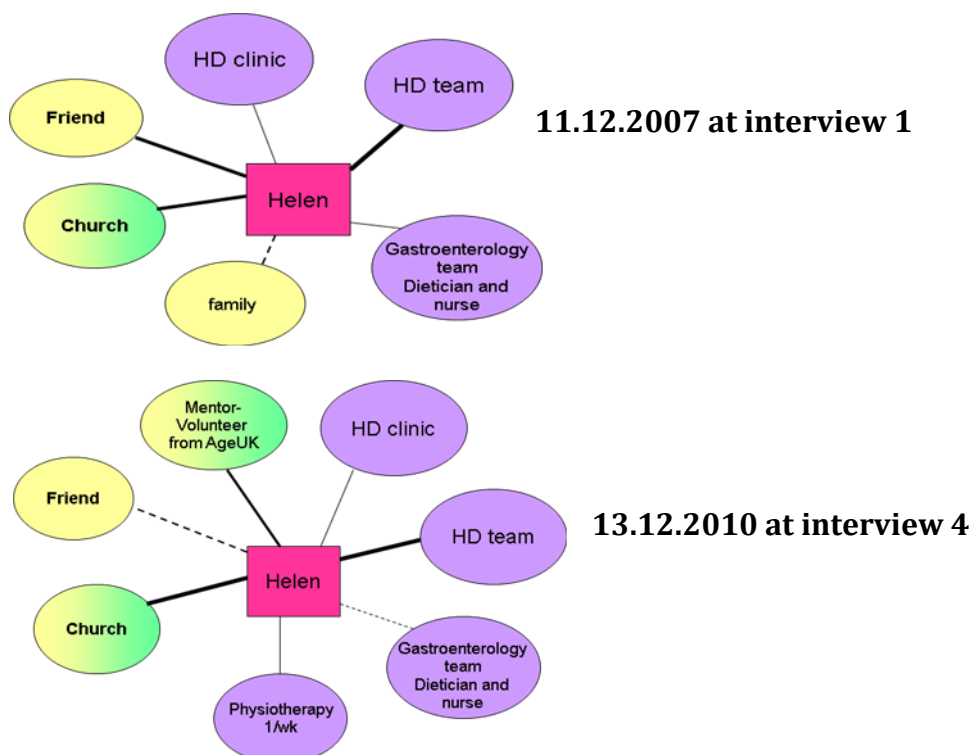 HD clinic
HD team
Friend
11.12.2007 at interview 1
Helen
Church
Gastroenterology
team
Dietician and
nurse
family
Mentor-
Volunteer
from AgeUK
HD clinic
Friend
13.12.2010 at interview 4
HD team
Helen
Church
Gastroenterology
team
Dietician and
nurse
Physiotherapy
1/wk